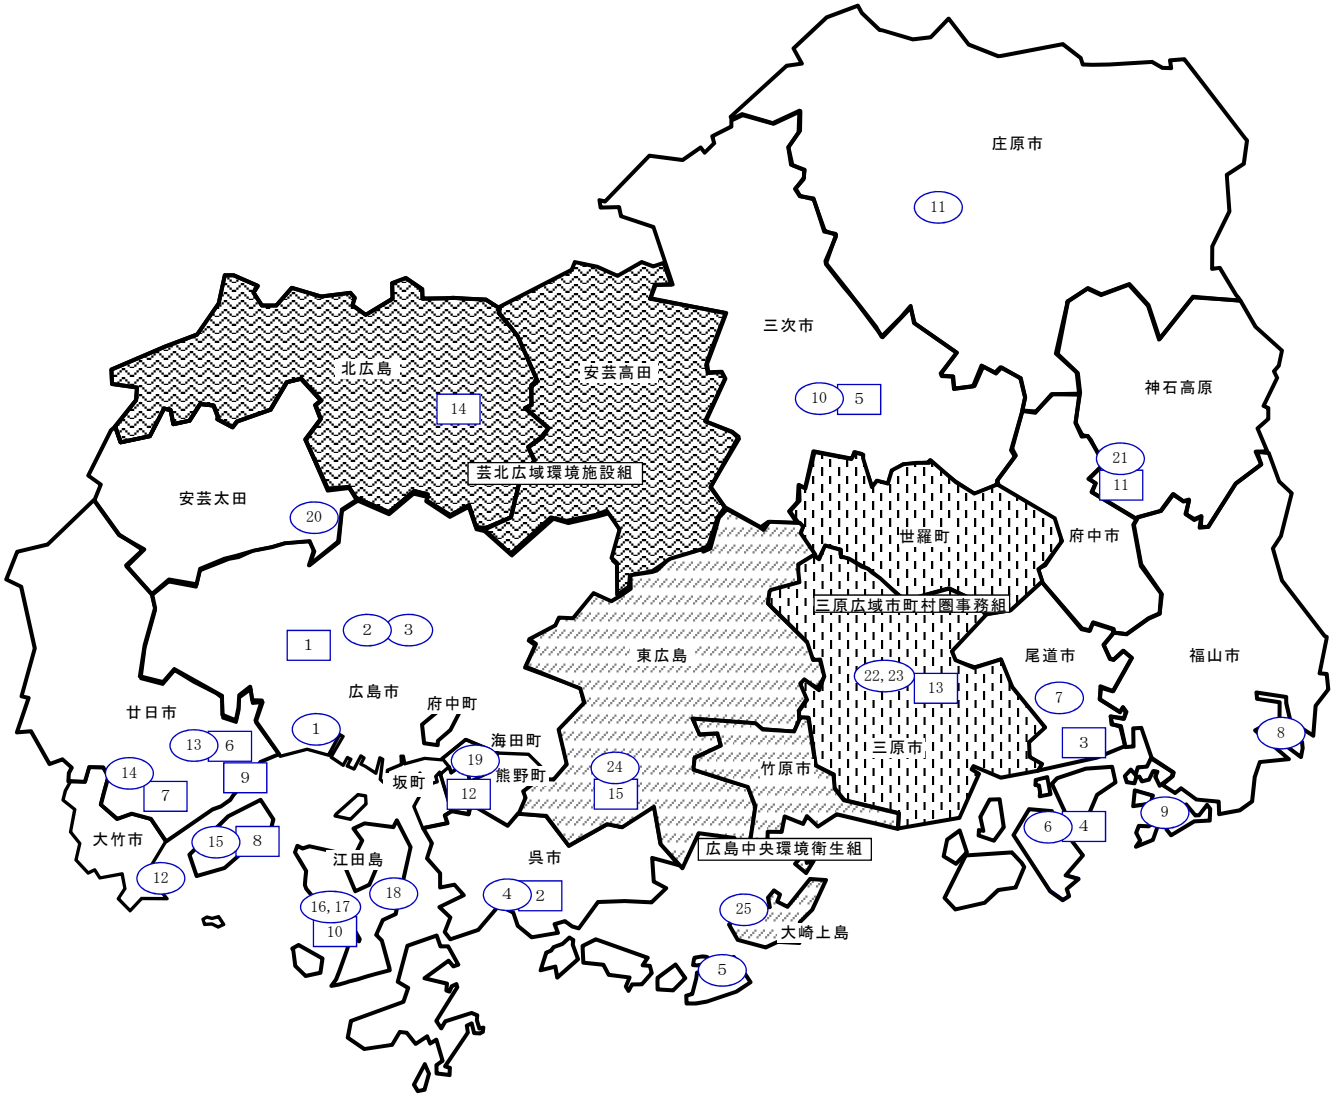 庄原市
11
三次市
北広島
安芸高田
神石高原
10
5
14
21
芸北広域環境施設組
11
安芸太田
20
世羅町
府中市
三原広域市町村圏事務組
2
3
1
東広島
尾道市
福山市
22,23
13
広島市
7
府中町
廿日市
1
8
海田町
3
13
6
三原市
19
熊野町
24
竹原市
14
9
坂町
7
12
15
9
6
4
大竹市
15
8
広島中央環境衛生組
江田島
呉市
12
18
4
2
16,17
25
10
大崎上島
5